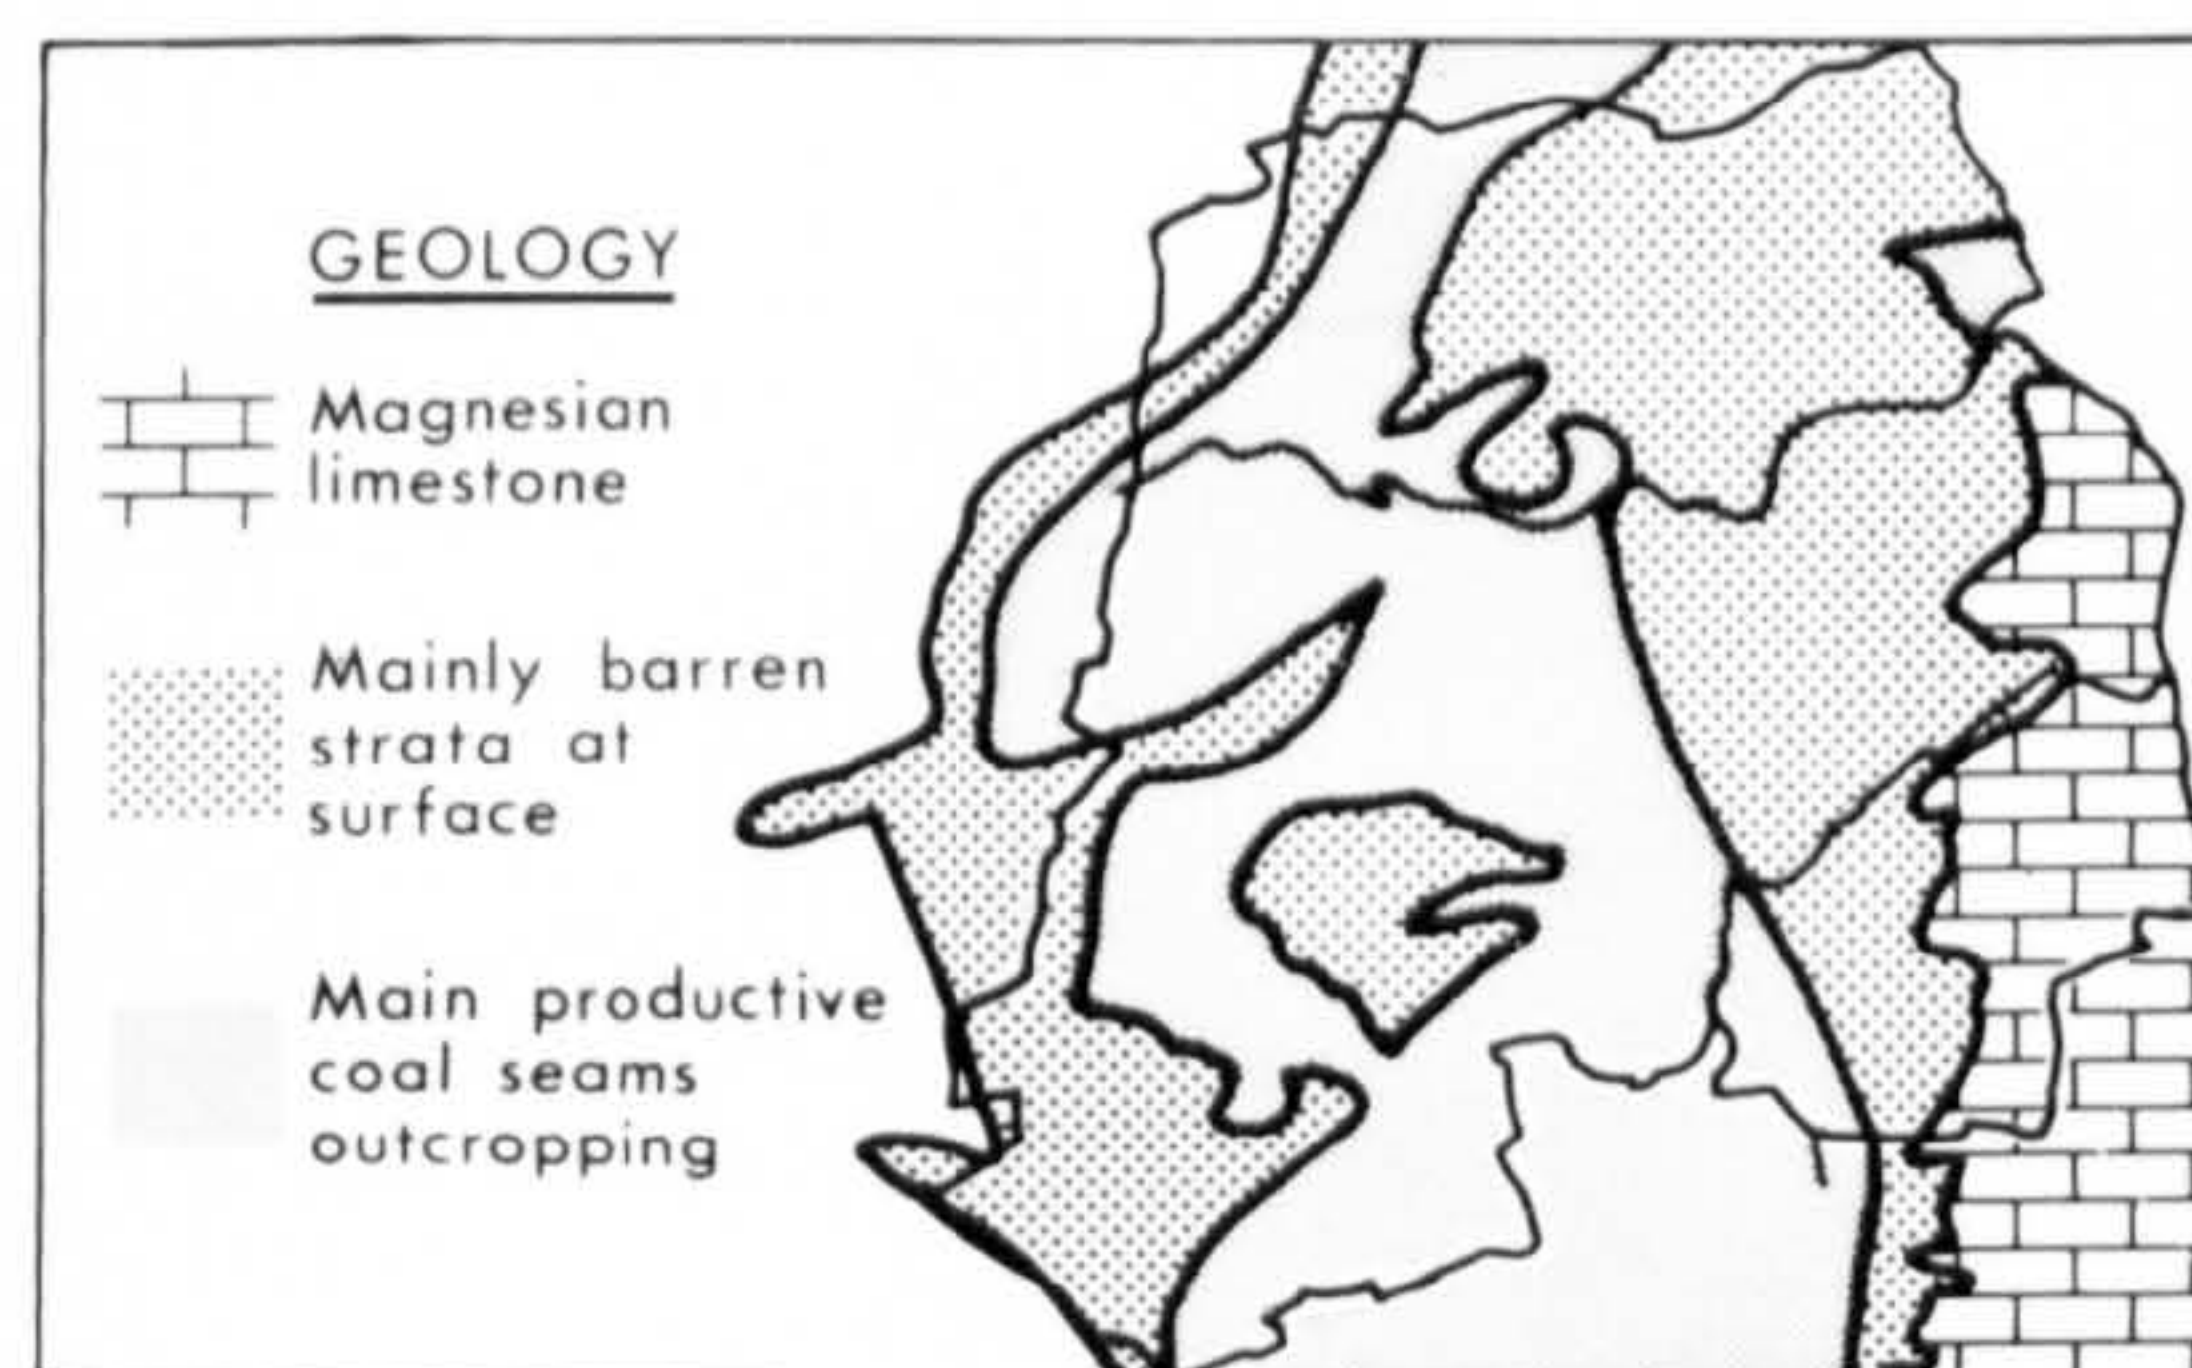 GEOLOGY
Magnesian
limestone
Mainly barren
strata at
surface
Main productive
coal seams
outcropping